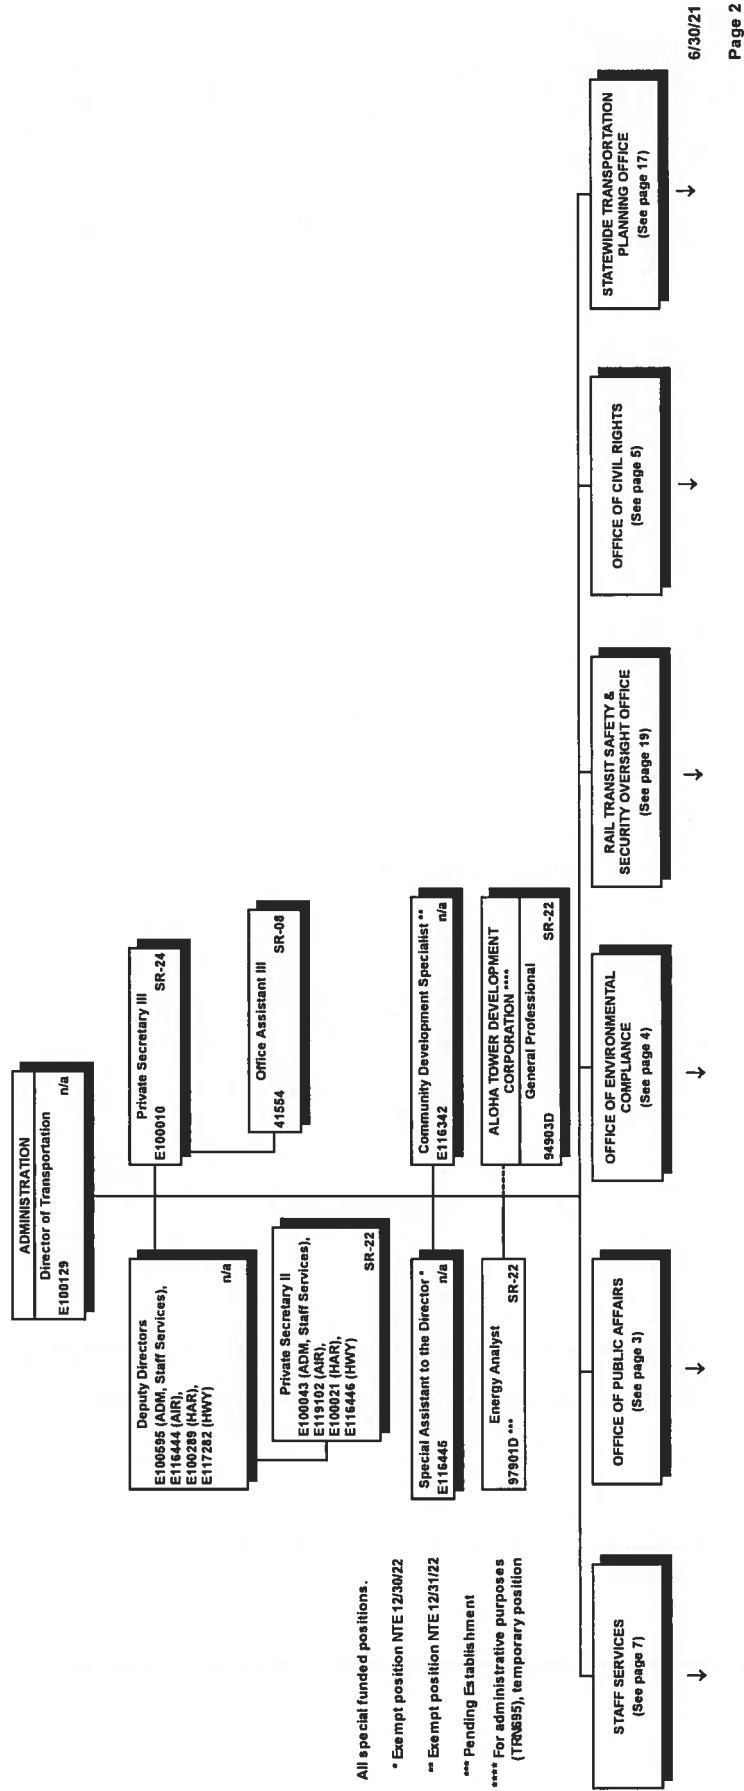 ADMINISTRATION
Director of Transportation
E100129 n/a
Deputy Directors
E100595 (ADM, Staff Services),
E116444 (AIR),
E100289 (HAR),
E117282 (HWY)
n/a
Private Secretary III
E100010 SR-24
Private Secretary II
E100043 (ADM, Staff Services),
E119102 (AIR),
E100021 (HAR),
E116446 (HWY)
SR-22
Office Assistant III
41554 SR-08
Special Assistant to the Director *
E116445 n/a
Community Development Specialist **
E116342 n/a
Energy Analyst
97901D *** SR-22
ALOHA TOWER DEVELOPMENT
CORPORATION ****
General Professional
94903D SR-22
All special funded positions.
* Exempt position NTE 12/30/22
** Exempt position NTE 12/31/22
*** Pending Establishment
**** For administrative purposes
(TRN695), temporary position
STAFF SERVICES
(See page 7)
OFFICE OF PUBLIC AFFAIRS
(See page 3)
OFFICE OF ENVIRONMENTAL
COMPLIANCE
(See page 4)
RAIL TRANSIT SAFETY &
SECURITY OVERSIGHT OFFICE
(See page 19)
OFFICE OF CIVIL RIGHTS
(See page 5)
STATEWIDE TRANSPORTATION
PLANNING OFFICE
(See page 17)
6/30/21
Page 2